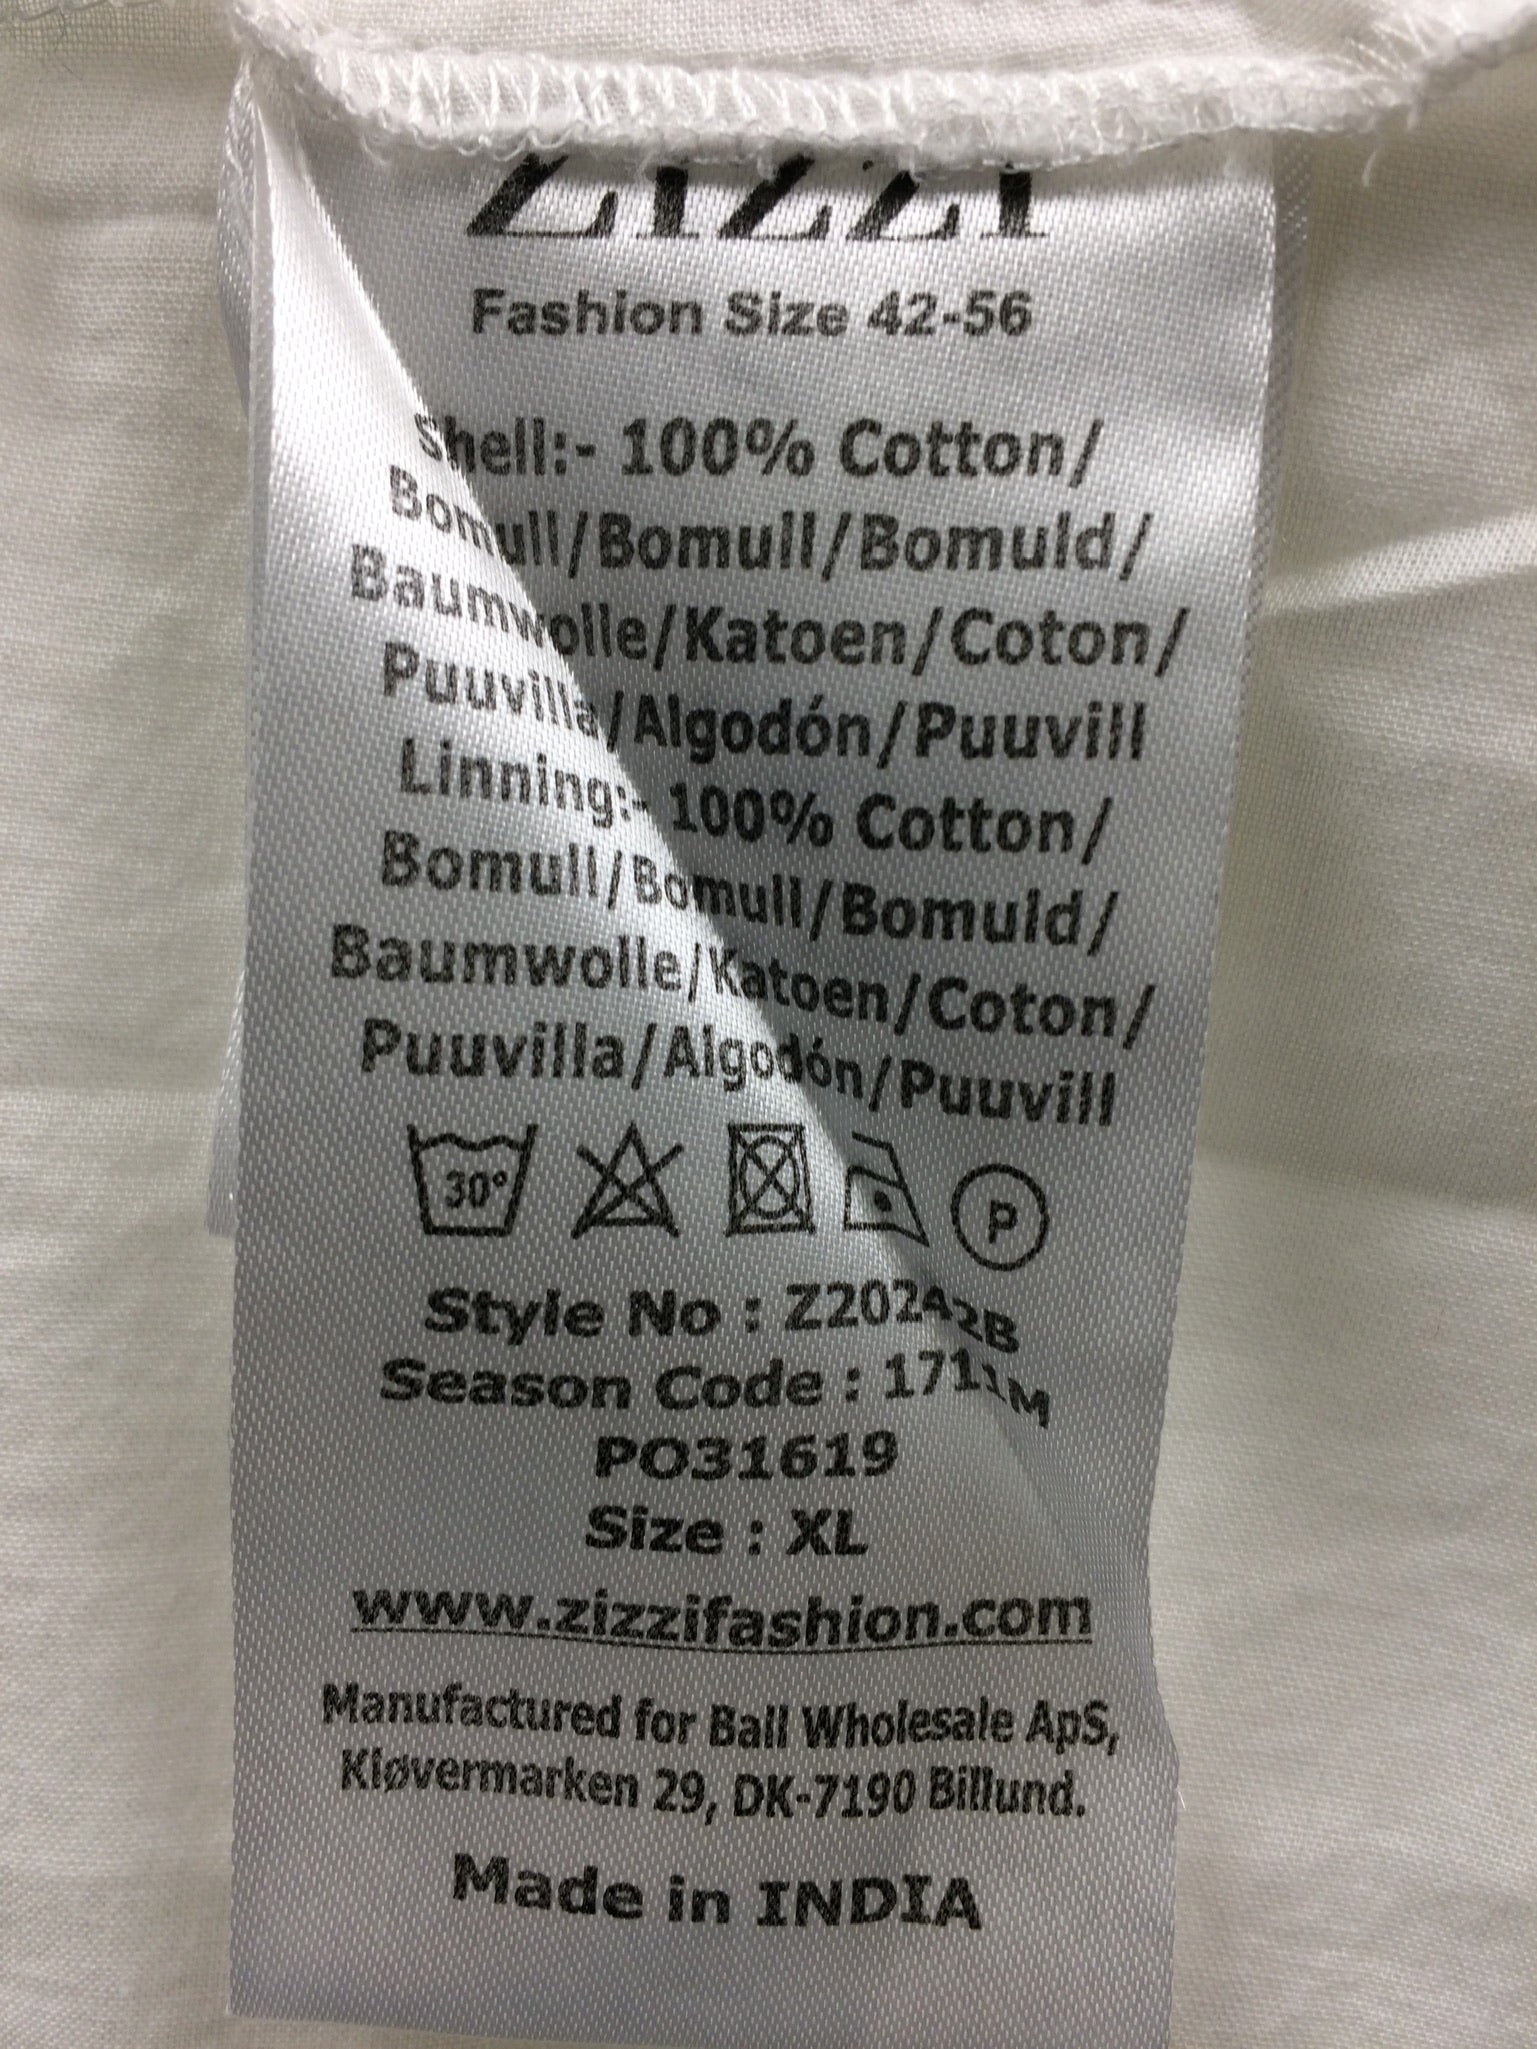 ZIZZI
Fashion Size 42-56
Shell:- 100% Cotton/
Bomull/Bomull/Bomuld/
Baumwolle/Katoen/Coton/
Puuvilla/Algodón/Puuvill
Linning:- 100% Cotton/
Bomull/Bomull/Bomuld/
Baumwolle/Katoen/Coton/
Puuvilla/Algodón/Puuvill
30° P
Style No : Z20242B
Season Code : 1711M
PO31619
Size : XL
www.zizzifashion.com
Manufactured for Ball Wholesale ApS,
Kløvermarken 29, DK-7190 Billund.
Made in INDIA